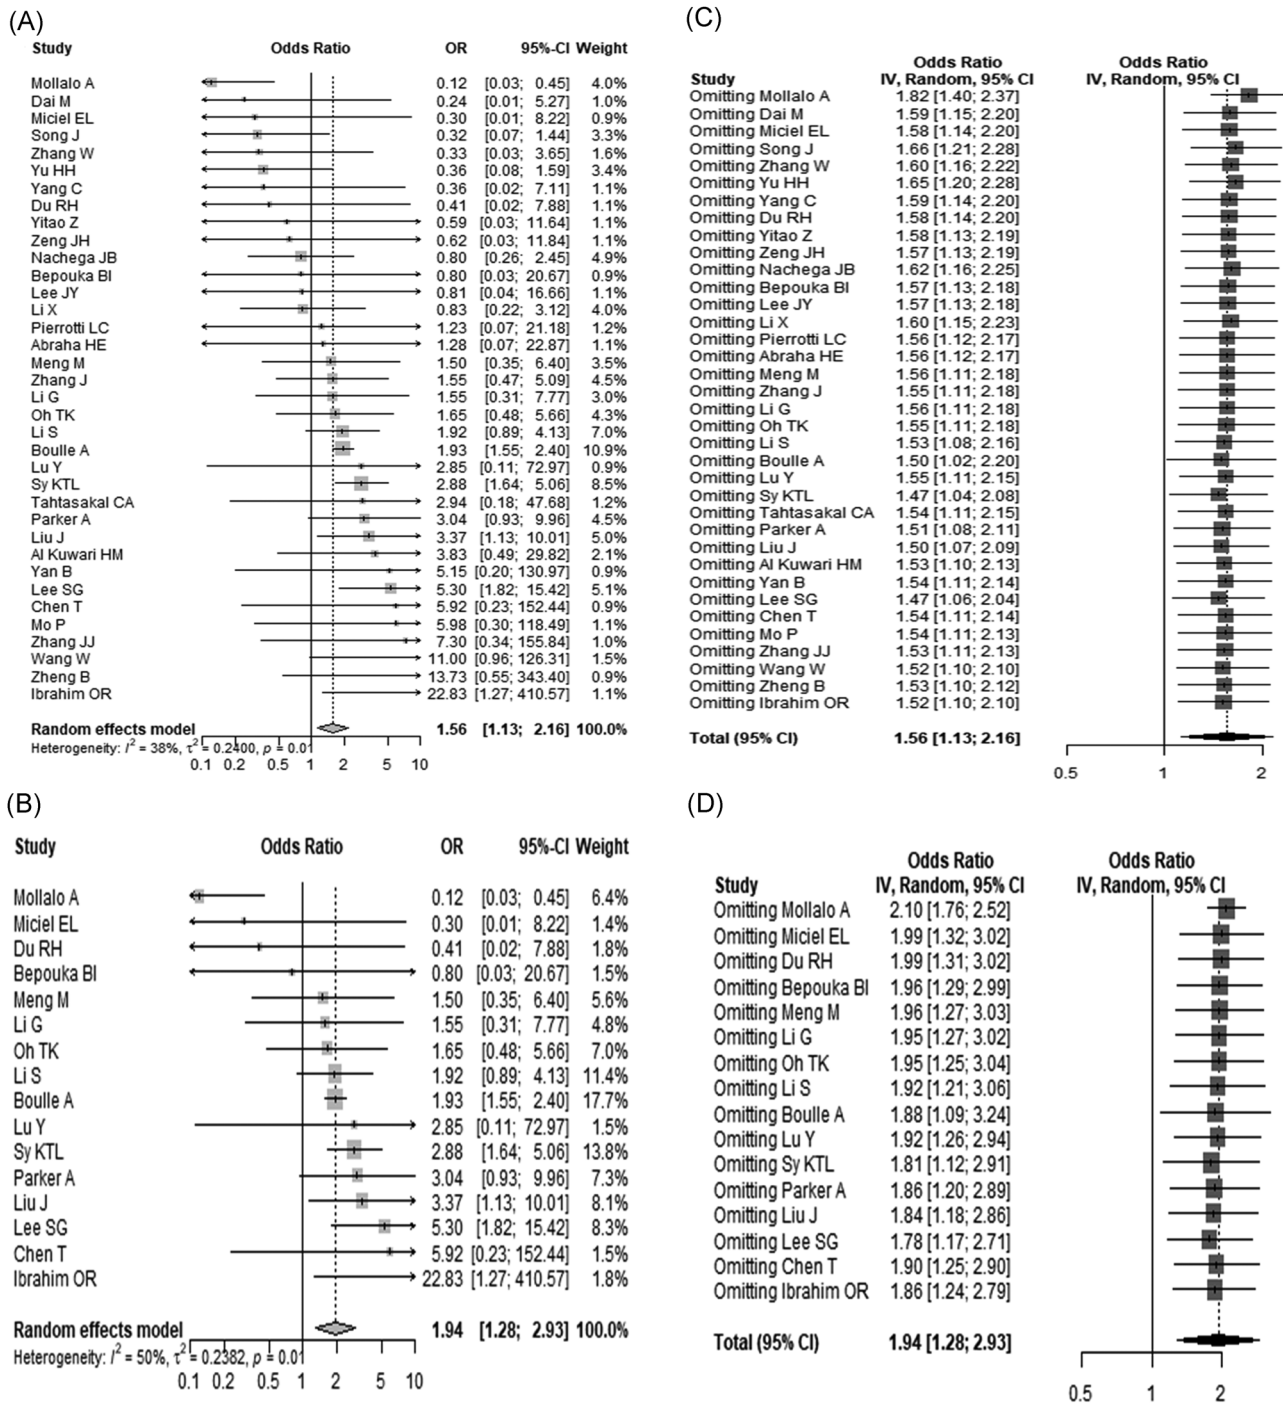 (A)
Study Odds Ratio OR 95%-CI Weight
Mollalo A 0.12 [0.03; 0.45] 4.0%
Dai M 0.24 [0.01; 5.27] 1.0%
Miciel EL 0.30 [0.01; 8.22] 0.9%
Song J 0.32 [0.07; 1.44] 3.3%
Zhang W 0.33 [0.03; 3.65] 1.6%
Yu HH 0.36 [0.08; 1.59] 3.4%
Yang C 0.36 [0.02; 7.11] 1.1%
Du RH 0.41 [0.02; 7.88] 1.1%
Yitao Z 0.59 [0.03; 11.64] 1.1%
Zeng JH 0.62 [0.03; 11.84] 1.1%
Nachega JB 0.80 [0.26; 2.45] 4.9%
Bepouka BI 0.80 [0.03; 20.67] 0.9%
Lee JY 0.81 [0.04; 16.66] 1.1%
Li X 0.83 [0.22; 3.12] 4.0%
Pierrotti LC 1.23 [0.07; 21.18] 1.2%
Abraha HE 1.28 [0.07; 22.87] 1.1%
Meng M 1.50 [0.35; 6.40] 3.5%
Zhang J 1.55 [0.47; 5.09] 4.5%
Li G 1.55 [0.31; 7.77] 3.0%
Oh TK 1.65 [0.48; 5.66] 4.3%
Li S 1.92 [0.89; 4.13] 7.0%
Boulle A 1.93 [1.55; 2.40] 10.9%
Lu Y 2.85 [0.11; 72.97] 0.9%
Sy KTL 2.88 [1.64; 5.06] 8.5%
Tahtasakal CA 2.94 [0.18; 47.68] 1.2%
Parker A 3.04 [0.93; 9.96] 4.5%
Liu J 3.37 [1.13; 10.01] 5.0%
Al Kuwari HM 3.83 [0.49; 29.82] 2.1%
Yan B 5.15 [0.20; 130.97] 0.9%
Lee SG 5.30 [1.82; 15.42] 5.1%
Chen T 5.92 [0.23; 152.44] 0.9%
Mo P 5.98 [0.30; 118.49] 1.1%
Zhang JJ 7.30 [0.34; 155.84] 1.0%
Wang W 11.00 [0.96; 126.31] 1.5%
Zheng B 13.73 [0.55; 343.40] 0.9%
Ibrahim OR 22.83 [1.27; 410.57] 1.1%
Random effects model 1.56 [1.13; 2.16] 100.0%
Heterogeneity: I² = 38%, τ² = 0.2400, p = 0.01
0.1 0.2 0.5 1 2 5 10
(B)
Study Odds Ratio OR 95%-CI Weight
Mollalo A 0.12 [0.03; 0.45] 6.4%
Miciel EL 0.30 [0.01; 8.22] 1.4%
Du RH 0.41 [0.02; 7.88] 1.8%
Bepouka BI 0.80 [0.03; 20.67] 1.5%
Meng M 1.50 [0.35; 6.40] 5.6%
Li G 1.55 [0.31; 7.77] 4.8%
Oh TK 1.65 [0.48; 5.66] 7.0%
Li S 1.92 [0.89; 4.13] 11.4%
Boulle A 1.93 [1.55; 2.40] 17.7%
Lu Y 2.85 [0.11; 72.97] 1.5%
Sy KTL 2.88 [1.64; 5.06] 13.8%
Parker A 3.04 [0.93; 9.96] 7.3%
Liu J 3.37 [1.13; 10.01] 8.1%
Lee SG 5.30 [1.82; 15.42] 8.3%
Chen T 5.92 [0.23; 152.44] 1.5%
Ibrahim OR 22.83 [1.27; 410.57] 1.8%
Random effects model 1.94 [1.28; 2.93] 100.0%
Heterogeneity: I² = 50%, τ² = 0.2382, p = 0.01
0.1 0.2 0.5 1 2 5 10
(C)
Odds Ratio Odds Ratio
Study IV, Random, 95% CI IV, Random, 95% CI
Omitting Mollalo A 1.82 [1.40; 2.37]
Omitting Dai M 1.59 [1.15; 2.20]
Omitting Miciel EL 1.58 [1.14; 2.20]
Omitting Song J 1.66 [1.21; 2.28]
Omitting Zhang W 1.60 [1.16; 2.22]
Omitting Yu HH 1.65 [1.20; 2.28]
Omitting Yang C 1.59 [1.14; 2.20]
Omitting Du RH 1.58 [1.14; 2.20]
Omitting Yitao Z 1.58 [1.13; 2.19]
Omitting Zeng JH 1.57 [1.13; 2.19]
Omitting Nachega JB 1.62 [1.16; 2.25]
Omitting Bepouka BI 1.57 [1.13; 2.18]
Omitting Lee JY 1.57 [1.13; 2.18]
Omitting Li X 1.60 [1.15; 2.23]
Omitting Pierrotti LC 1.56 [1.12; 2.17]
Omitting Abraha HE 1.56 [1.12; 2.17]
Omitting Meng M 1.56 [1.11; 2.18]
Omitting Zhang J 1.55 [1.11; 2.18]
Omitting Li G 1.56 [1.11; 2.18]
Omitting Oh TK 1.55 [1.11; 2.18]
Omitting Li S 1.53 [1.08; 2.16]
Omitting Boulle A 1.50 [1.02; 2.20]
Omitting Lu Y 1.55 [1.11; 2.15]
Omitting Sy KTL 1.47 [1.04; 2.08]
Omitting Tahtasakal CA 1.54 [1.11; 2.15]
Omitting Parker A 1.51 [1.08; 2.11]
Omitting Liu J 1.50 [1.07; 2.09]
Omitting Al Kuwari HM 1.53 [1.10; 2.13]
Omitting Yan B 1.54 [1.11; 2.14]
Omitting Lee SG 1.47 [1.06; 2.04]
Omitting Chen T 1.54 [1.11; 2.14]
Omitting Mo P 1.54 [1.11; 2.13]
Omitting Zhang JJ 1.53 [1.11; 2.13]
Omitting Wang W 1.52 [1.10; 2.10]
Omitting Zheng B 1.53 [1.10; 2.12]
Omitting Ibrahim OR 1.52 [1.10; 2.10]
Total (95% CI) 1.56 [1.13; 2.16]
0.5 1 2
(D)
Odds Ratio Odds Ratio
Study IV, Random, 95% CI IV, Random, 95% CI
Omitting Mollalo A 2.10 [1.76; 2.52]
Omitting Miciel EL 1.99 [1.32; 3.02]
Omitting Du RH 1.99 [1.31; 3.02]
Omitting Bepouka BI 1.96 [1.29; 2.99]
Omitting Meng M 1.96 [1.27; 3.03]
Omitting Li G 1.95 [1.27; 3.02]
Omitting Oh TK 1.95 [1.25; 3.04]
Omitting Li S 1.92 [1.21; 3.06]
Omitting Boulle A 1.88 [1.09; 3.24]
Omitting Lu Y 1.92 [1.26; 2.94]
Omitting Sy KTL 1.81 [1.12; 2.91]
Omitting Parker A 1.86 [1.20; 2.89]
Omitting Liu J 1.84 [1.18; 2.86]
Omitting Lee SG 1.78 [1.17; 2.71]
Omitting Chen T 1.90 [1.25; 2.90]
Omitting Ibrahim OR 1.86 [1.24; 2.79]
Total (95% CI) 1.94 [1.28; 2.93]
0.5 1 2